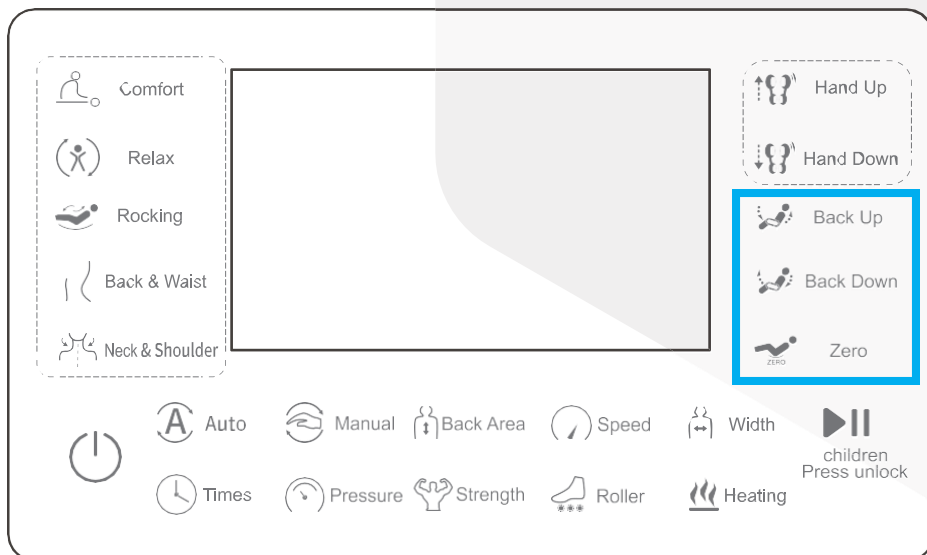 Comfort
Relax
Rocking
Back & Waist
Neck & Shoulder
Hand Up
Hand Down
Back Up
Back Down
ZERO Zero
A Auto
Manual
Back Area
Speed
Width
children
Press unlock
Times
Pressure
Strength
Roller
Heating